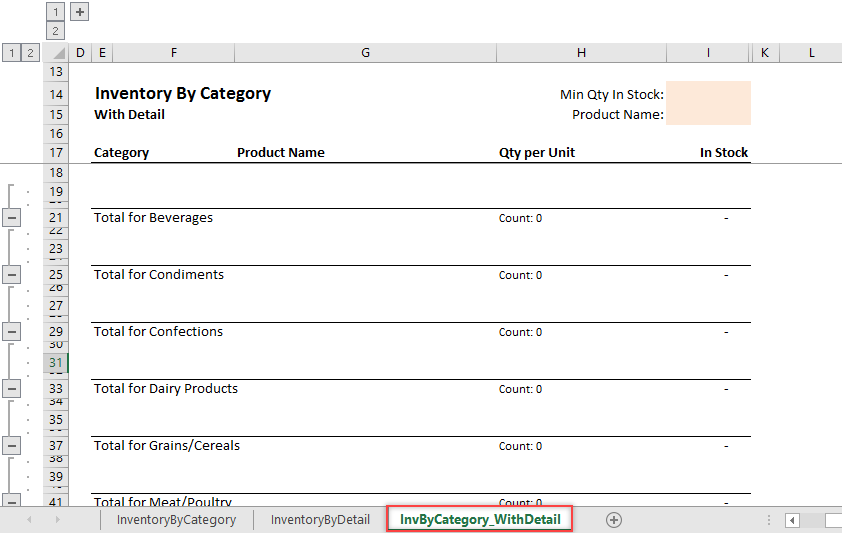 1 +
2
1 2 D E F G H I K L
13
14 Inventory By Category Min Qty In Stock:
15 With Detail Product Name:
16
17 Category Product Name Qty per Unit In Stock
18
19
21 Total for Beverages Count: 0 -
22
23
25 Total for Condiments Count: 0 -
26
27
29 Total for Confections Count: 0 -
30
31
33 Total for Dairy Products Count: 0 -
34
35
37 Total for Grains/Cereals Count: 0 -
38
39
41 Total for Meat/Poultry Count: 0 -
InventoryByCategory InventoryByDetail InvByCategory_WithDetail